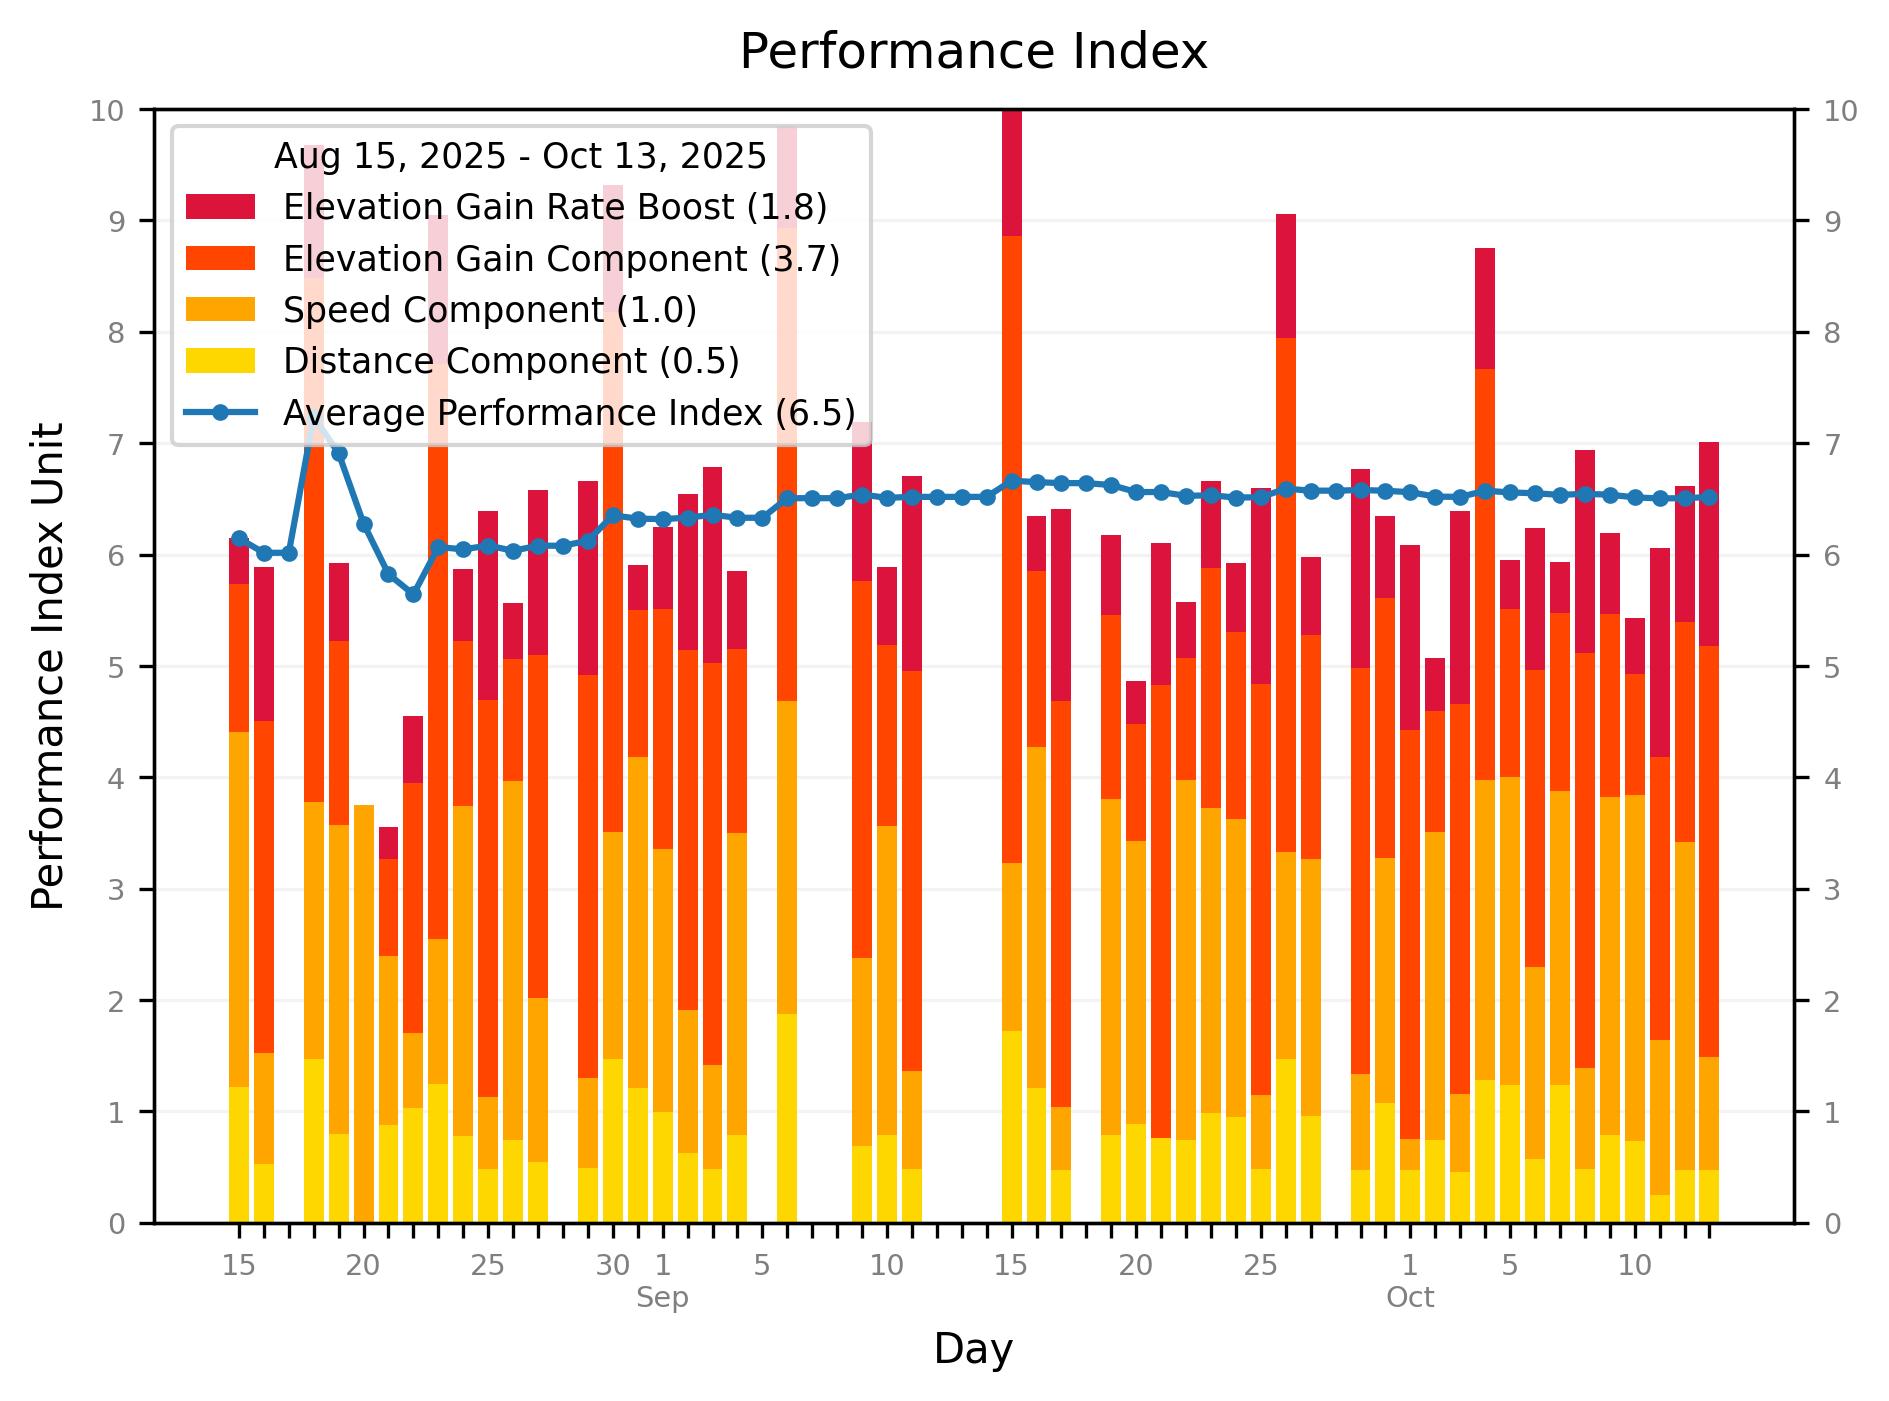 Performance Index
Aug 15, 2025 - Oct 13, 2025
Elevation Gain Rate Boost (1.8)
Elevation Gain Component (3.7)
Speed Component (1.0)
Distance Component (0.5)
Average Performance Index (6.5)
Performance Index Unit
10 10
9 9
8 8
7 7
6 6
5 5
4 4
3 3
2 2
1 1
0 0
15 20 25 30 1 5 10 15 20 25 1 5 10
Sep Oct
Day